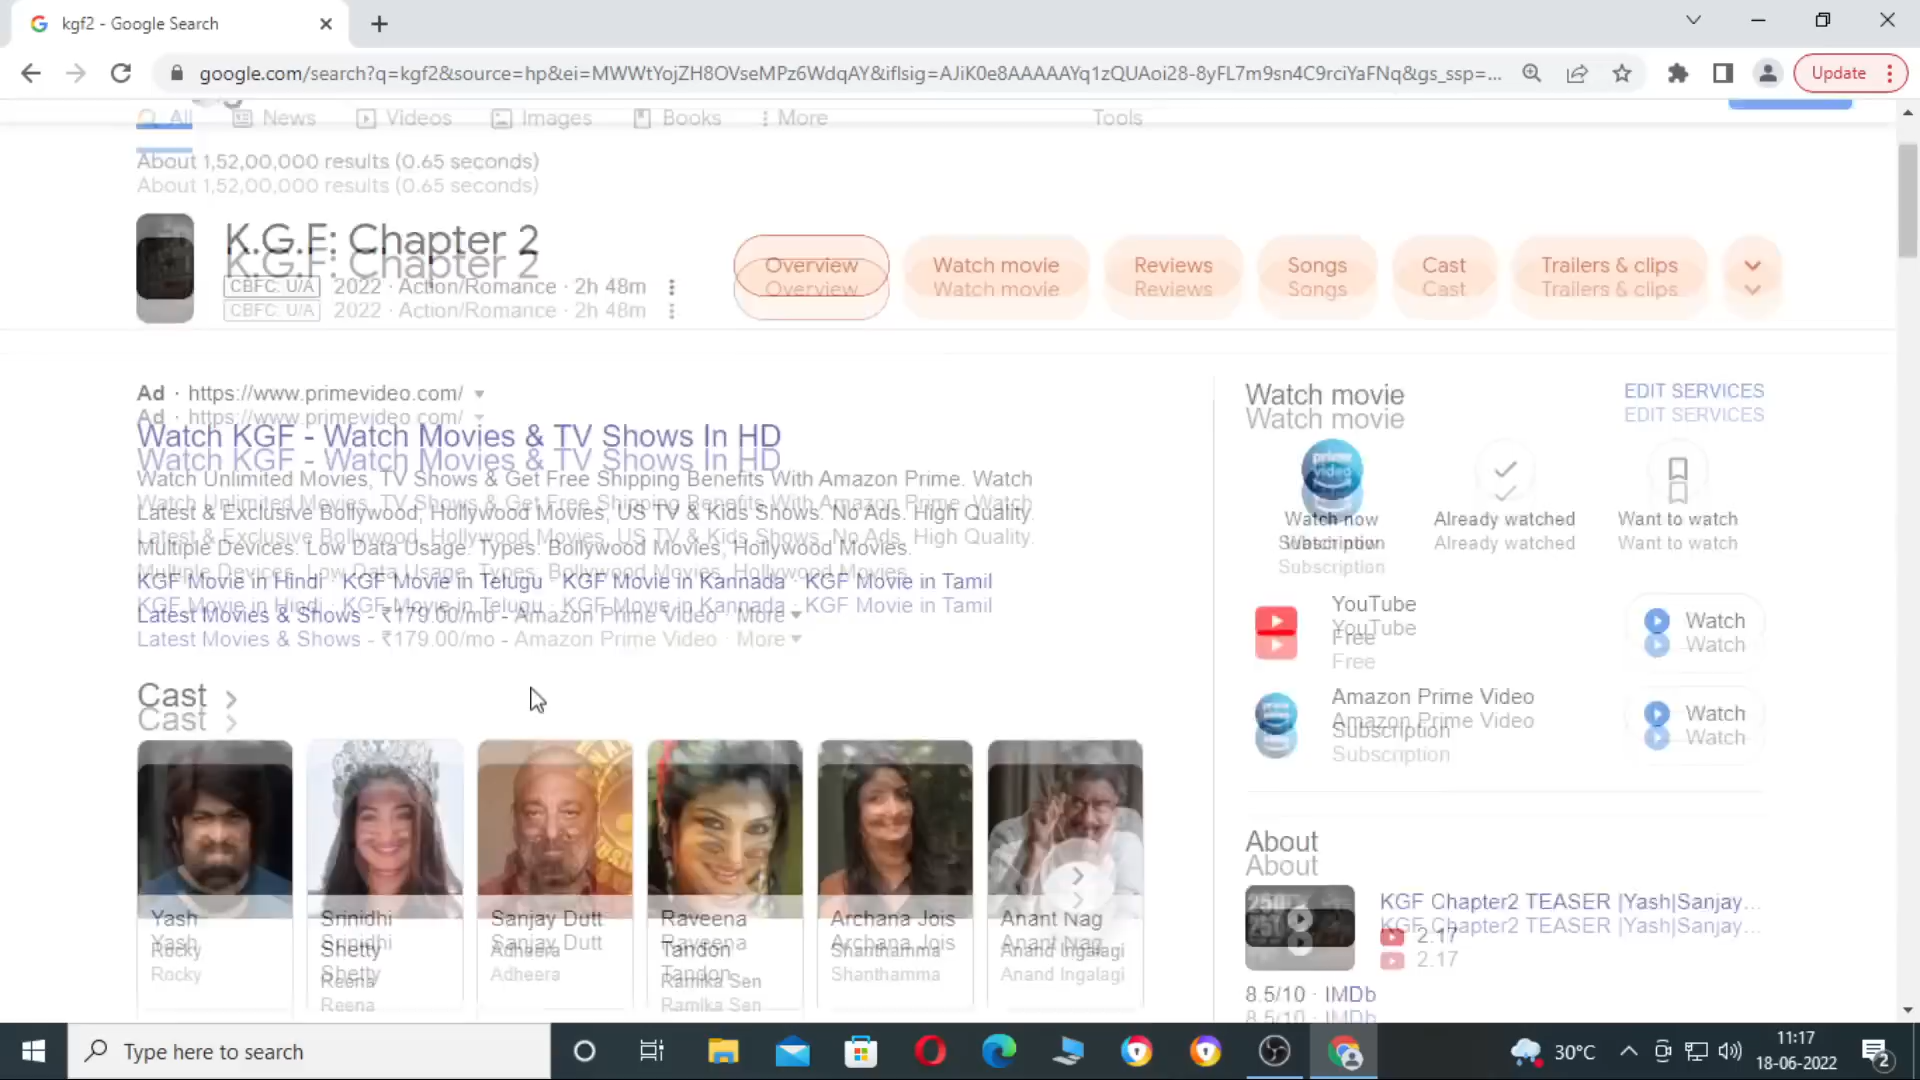 kgf2 - Google Search
google.com/search?q=kgf2&source=hp&ei=MWWtYojZH8OVseMPz6WdqAY&iflsig=AJiK0e8AAAAAYq1zQUAoi28-8yFL7m9sn4C9rciYaFNq&gs_ssp=...
Update
All News Videos Images Books More Tools
About 1,52,00,000 results (0.65 seconds)
K.G.F: Chapter 2
CBFC: U/A 2022 · Action/Romance · 2h 48m
Overview Watch movie Reviews Songs Cast Trailers & clips
Ad · https://www.primevideo.com/
Watch KGF - Watch Movies & TV Shows In HD
Watch Unlimited Movies, TV Shows & Get Free Shipping Benefits With Amazon Prime. Watch
Latest & Exclusive Bollywood, Hollywood Movies, US TV & Kids Shows. No Ads. High Quality.
Multiple Devices. Low Data Usage. Types: Bollywood Movies, Hollywood Movies.
KGF Movie in Hindi · KGF Movie in Telugu · KGF Movie in Kannada · KGF Movie in Tamil
Latest Movies & Shows - ₹179.00/mo - Amazon Prime Video · More
Cast
Yash
Rocky
Srinidhi
Shetty
Reena
Sanjay Dutt
Adheera
Raveena
Tandon
Ramika Sen
Archana Jois
Shanthamma
Anant Nag
Anand Ingalagi
Watch movie
EDIT SERVICES
prime video
Watch now
Subscription
Already watched
Want to watch
YouTube
Free
Watch
Amazon Prime Video
Subscription
Watch
About
KGF Chapter2 TEASER |Yash|Sanjay...
2.17
8.5/10 · IMDb
Type here to search
30°C
11:17
18-06-2022
2